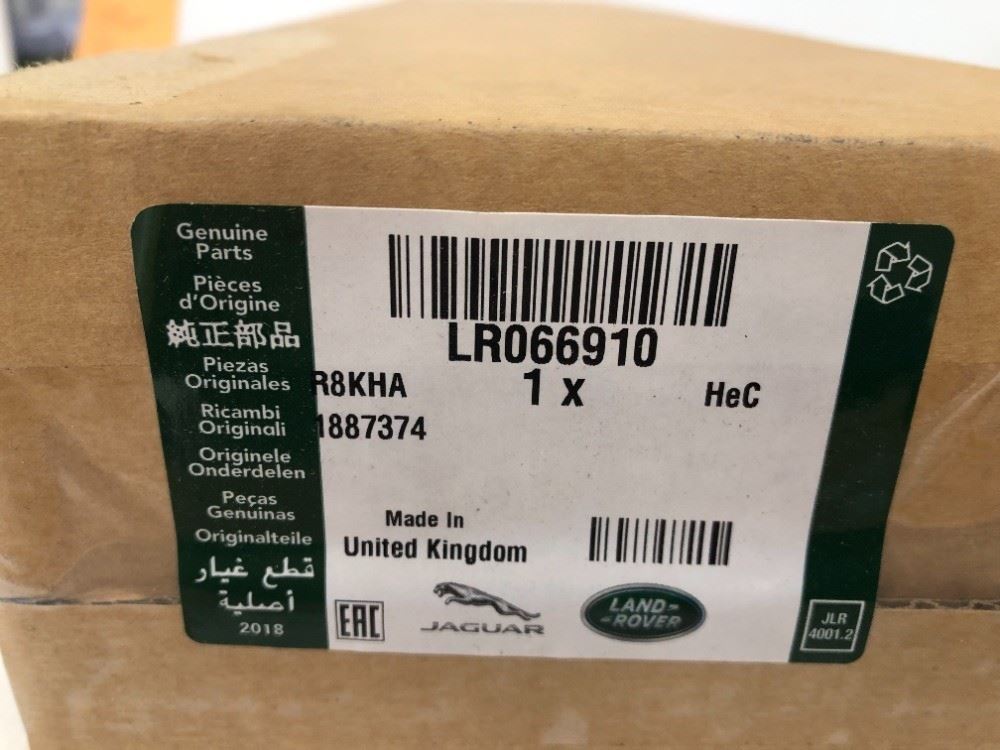 Genuine
Parts
Pièces
d'Origine
純正部品
Piezas
Originales
Ricambi
Originali
Originele
Onderdelen
Peças
Genuinas
Originalteile
قطع غيار
أصلية
2018
LR066910
R8KHA
1 x
HeC
1887374
Made In
United Kingdom
EAC
JAGUAR
LAND-
-ROVER
JLR
4001.2